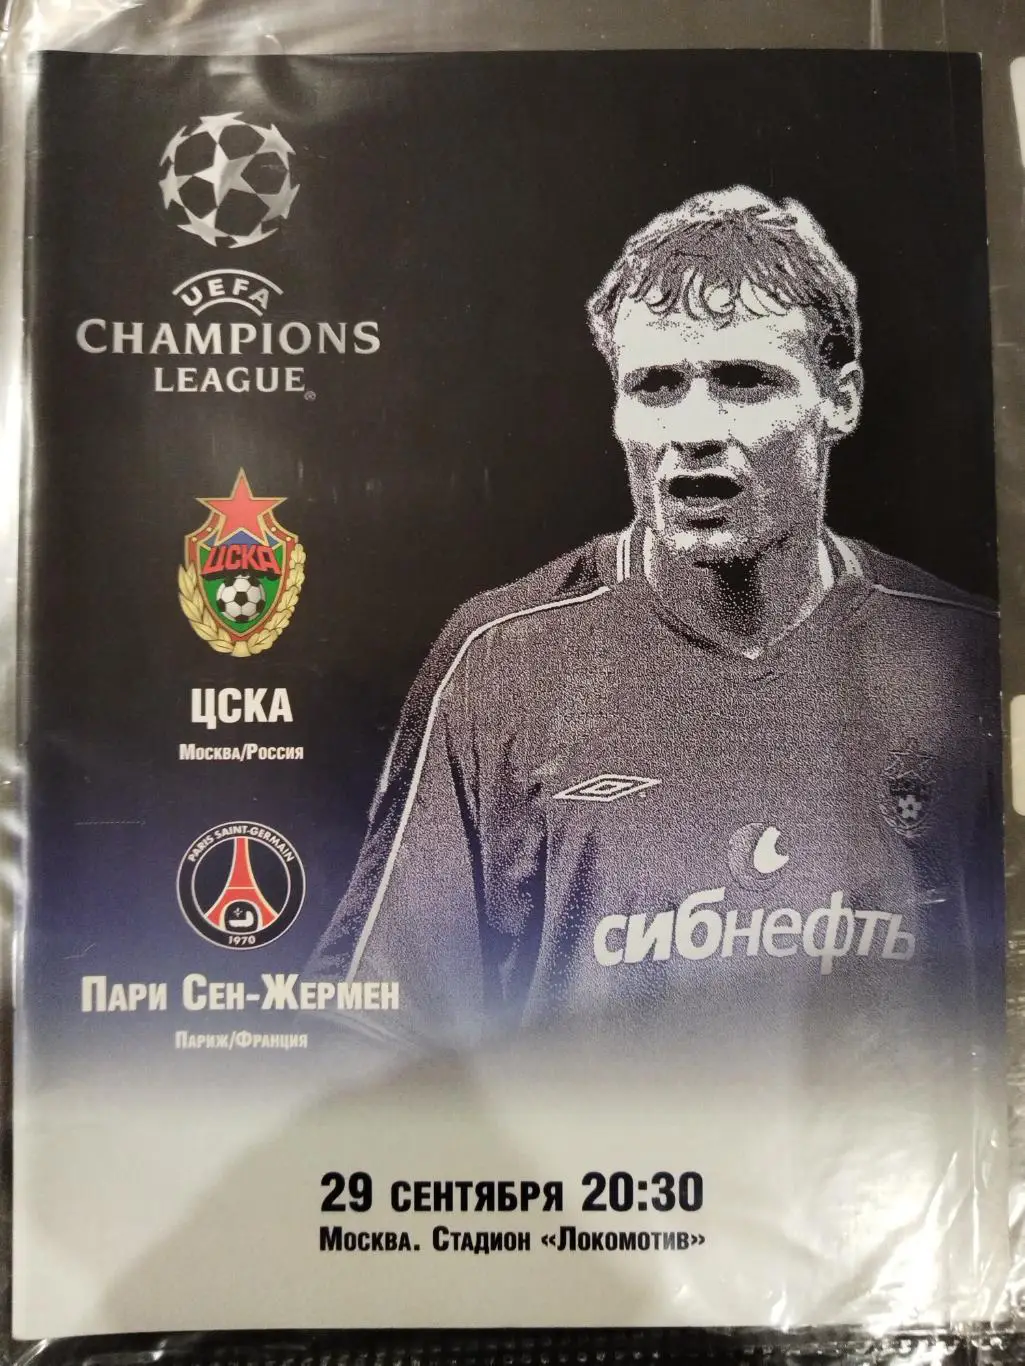 UEFA
CHAMPIONS
LEAGUE®
ЦСКА
ЦСКА
Москва/Россия
PARIS SAINT-GERMAIN
1970
Пари Сен-Жермен
Париж/Франция
сибнефть
29 сентября 20:30
Москва. Стадион «Локомотив»